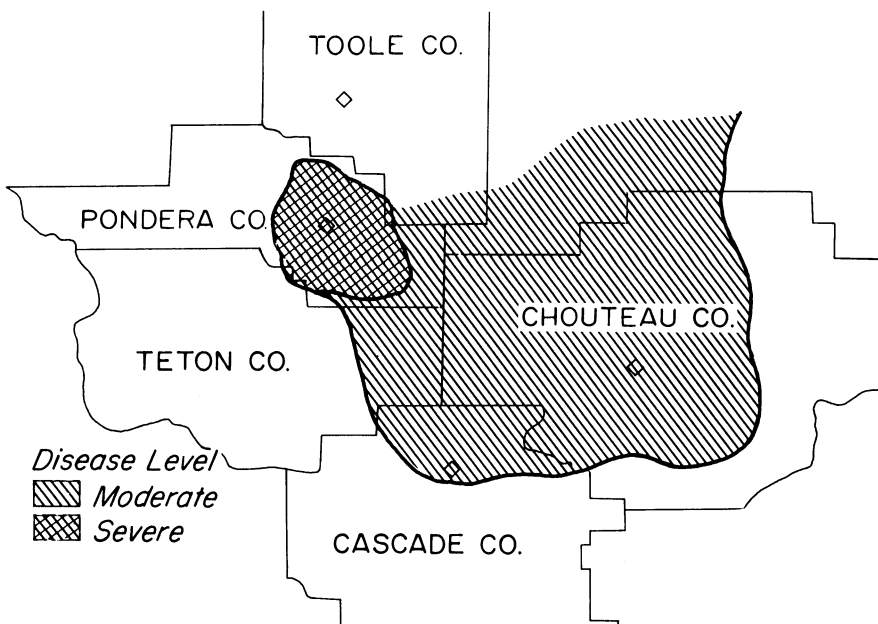 TOOLE CO.
PONDERA CO.
CHOUTEAU CO.
TETON CO.
Disease Level
Moderate
Severe
CASCADE CO.